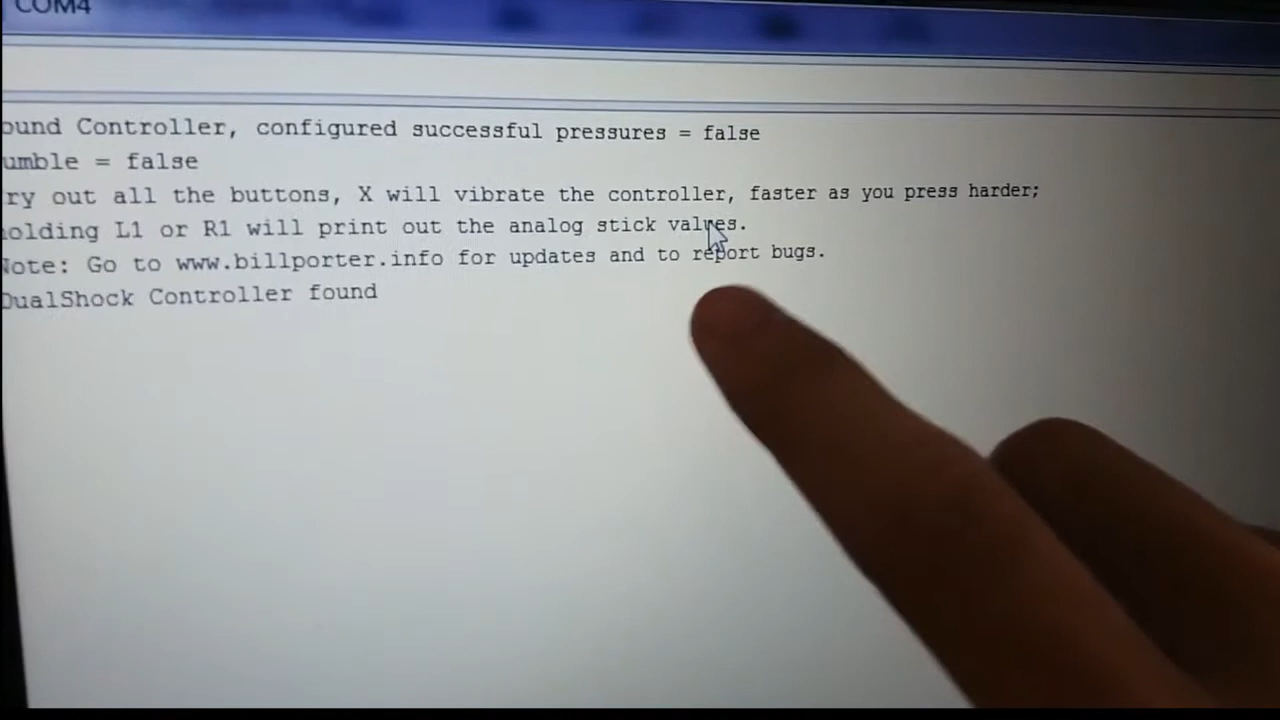 COM4
ound Controller, configured successful pressures = false
umble = false
ry out all the buttons, X will vibrate the controller, faster as you press harder;
holding L1 or R1 will print out the analog stick values.
Note: Go to www.billporter.info for updates and to report bugs.
DualShock Controller found